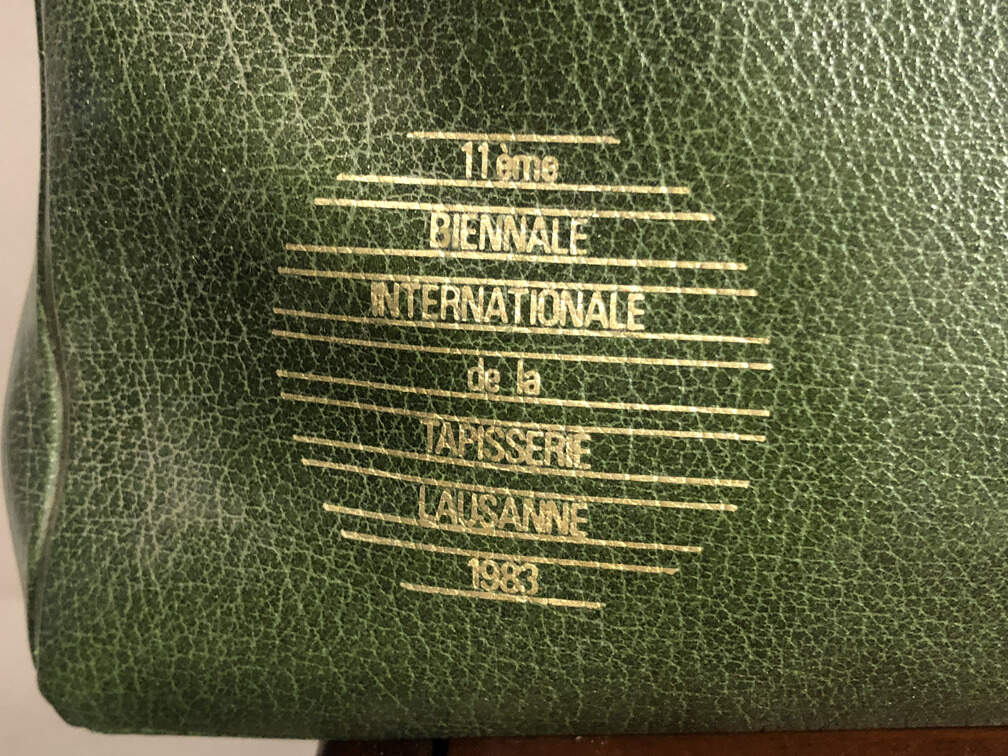 11ème
BIENNALE
INTERNATIONALE
de la
TAPISSERIE
LAUSANNE
1983